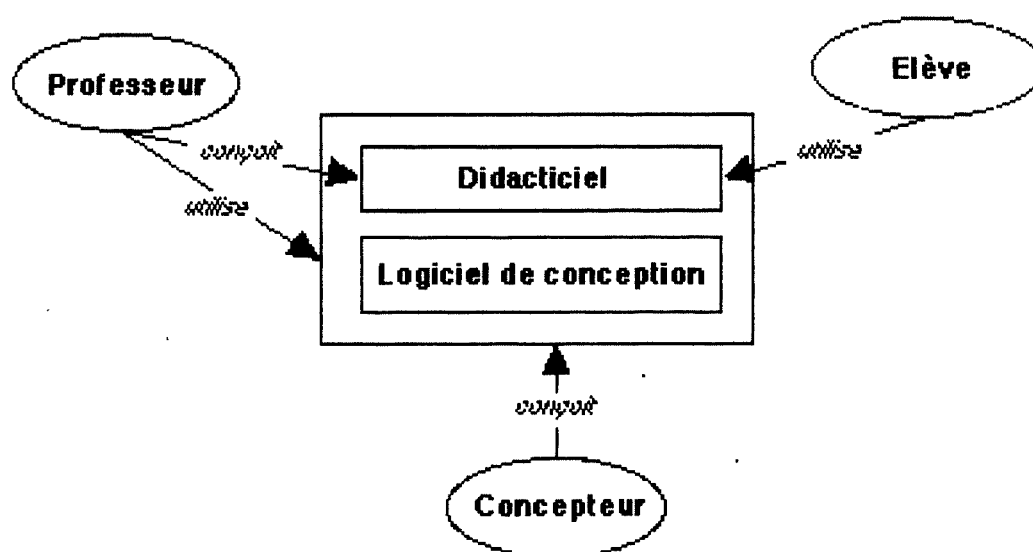 Professeur
Elève
conçoit
utilise
Didacticiel
utilise
Logiciel de conception
conçoit
Concepteur